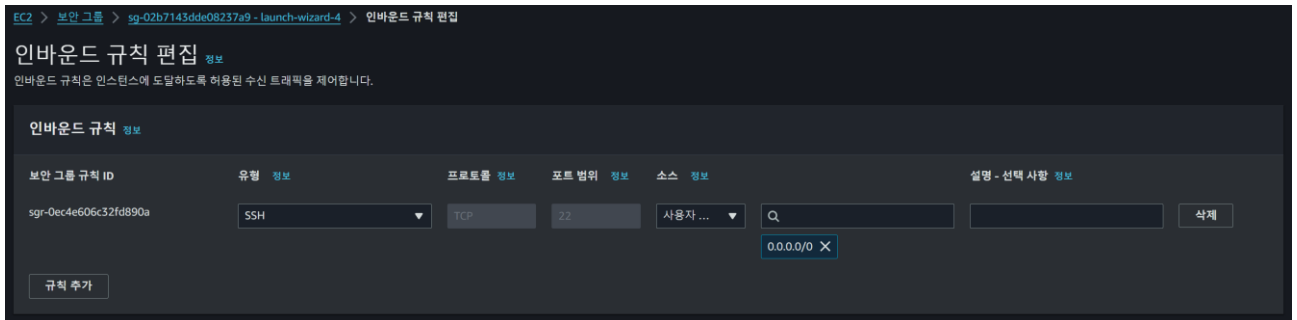 EC2 > 보안 그룹 > sg-02b7143dde08237a9 - launch-wizard-4 > 인바운드 규칙 편집
인바운드 규칙 편집 정보
인바운드 규칙은 인스턴스에 도달하도록 허용된 수신 트래픽을 제어합니다.
인바운드 규칙 정보
보안 그룹 규칙 ID 유형 정보 프로토콜 정보 포트 범위 정보 소스 정보 설명 - 선택 사항 정보
sgr-0ec4e606c32fd890a SSH TCP 22 사용자 ... 삭제
0.0.0.0/0
규칙 추가